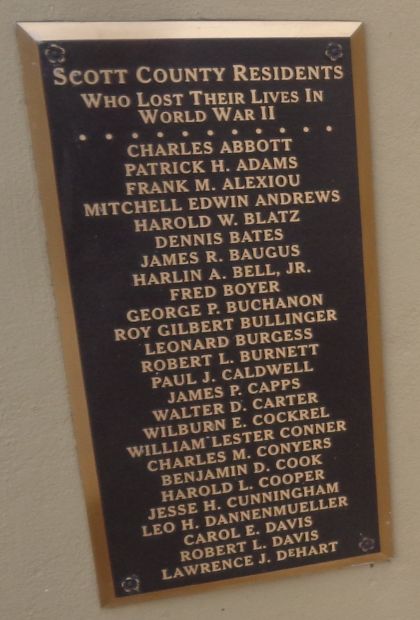 SCOTT COUNTY RESIDENTS
WHO LOST THEIR LIVES IN
WORLD WAR II
CHARLES ABBOTT
PATRICK H. ADAMS
FRANK M. ALEXIOU
MITCHELL EDWIN ANDREWS
HAROLD W. BLATZ
DENNIS BATES
JAMES R. BAUGUS
HARLIN A. BELL, JR.
FRED BOYER
GEORGE P. BUCHANON
ROY GILBERT BULLINGER
LEONARD BURGESS
ROBERT L. BURNETT
PAUL J. CALDWELL
JAMES P. CAPPS
WALTER D. CARTER
WILBURN E. COCKREL
WILLIAM LESTER CONNER
CHARLES M. CONYERS
BENJAMIN D. COOK
HAROLD L. COOPER
JESSE H. CUNNINGHAM
LEO H. DANNENMUELLER
CAROL E. DAVIS
ROBERT L. DAVIS
LAWRENCE J. DEHART